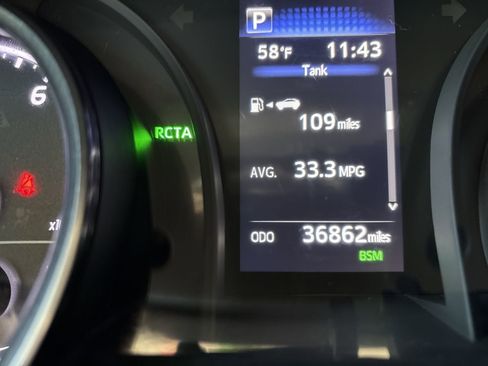 P
58°F 11:43
Tank
6
109 miles
RCTA
AVG. 33.3 MPG
ODO 36862 miles
BSM